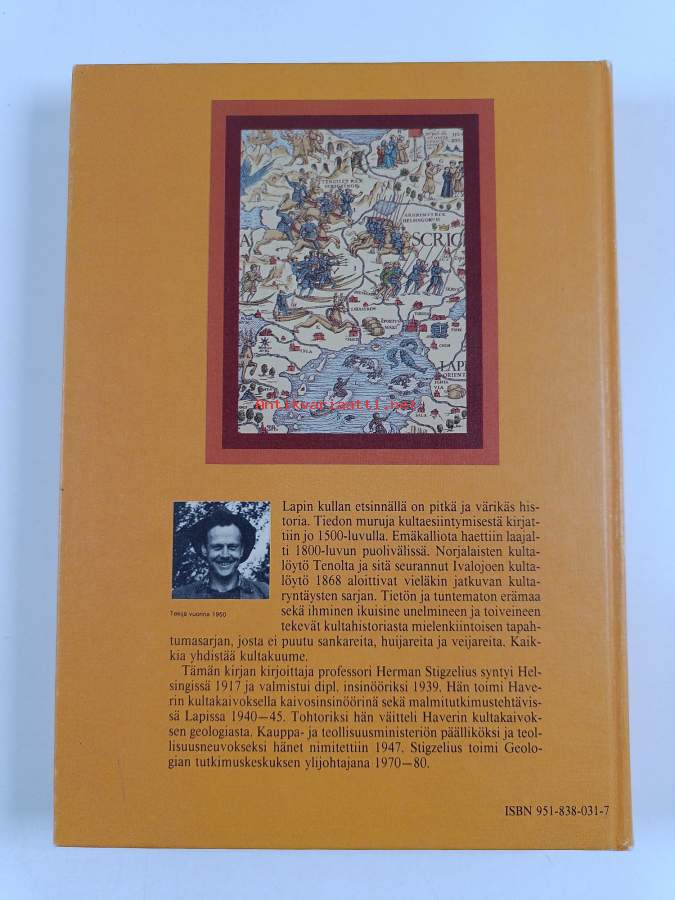 TENGILET REX
SCRIC
HELSINGORVM
LAPI
ORIENT
Antikvariaatti.net
Lapin kullan etsinnällä on pitkä ja värikäs his-
toria. Tiedon muruja kultaesiintymisestä kirjat-
tiin jo 1500-luvulla. Emäkalliota haettiin laajal-
ti 1800-luvun puolivälissä. Norjalaisten kulta-
löytö Tenolta ja sitä seurannut Ivalojoen kulta-
löytö 1868 aloittivat vieläkin jatkuvan kulta-
ryntäysten sarjan. Tietön ja tuntematon erämaa
sekä ihminen ikuisine unelmineen ja toiveineen
tekevät kultahistoriasta mielenkiintoisen tapah-
tumasarjan, josta ei puutu sankareita, huijareita ja veijareita. Kaik-
kia yhdistää kultakuume.
Tekijä vuonna 1950
Tämän kirjan kirjoittaja professori Herman Stigzelius syntyi Hel-
singissä 1917 ja valmistui dipl. insinööriksi 1939. Hän toimi Have-
rin kultakaivoksella kaivosinsinöörinä sekä malmitutkimustehtävis-
sä Lapissa 1940—45. Tohtoriksi hän väitteli Haverin kultakaivok-
sen geologiasta. Kauppa- ja teollisuusministeriön päälliköksi ja teol-
lisuusneuvokseksi hänet nimitettiin 1947. Stigzelius toimi Geolo-
gian tutkimuskeskuksen ylijohtajana 1970—80.
ISBN 951-838-031-7